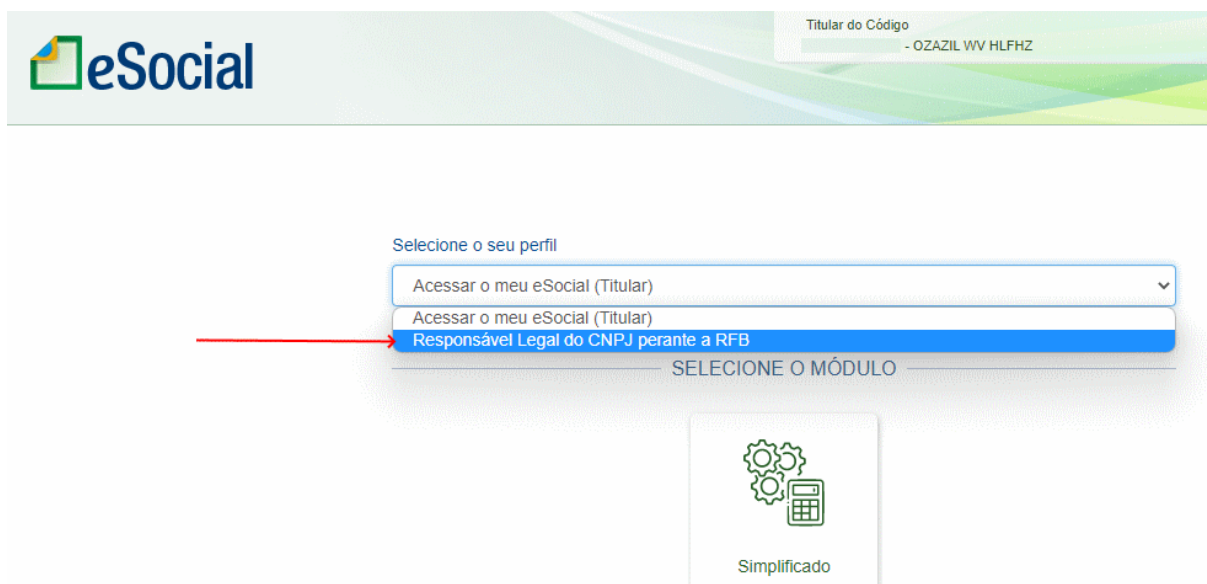 eSocial
Titular do Código
- OZAZIL WV HLFHZ
Selecione o seu perfil
Acessar o meu eSocial (Titular)
Acessar o meu eSocial (Titular)
Responsável Legal do CNPJ perante a RFB
SELECIONE O MÓDULO
Simplificado